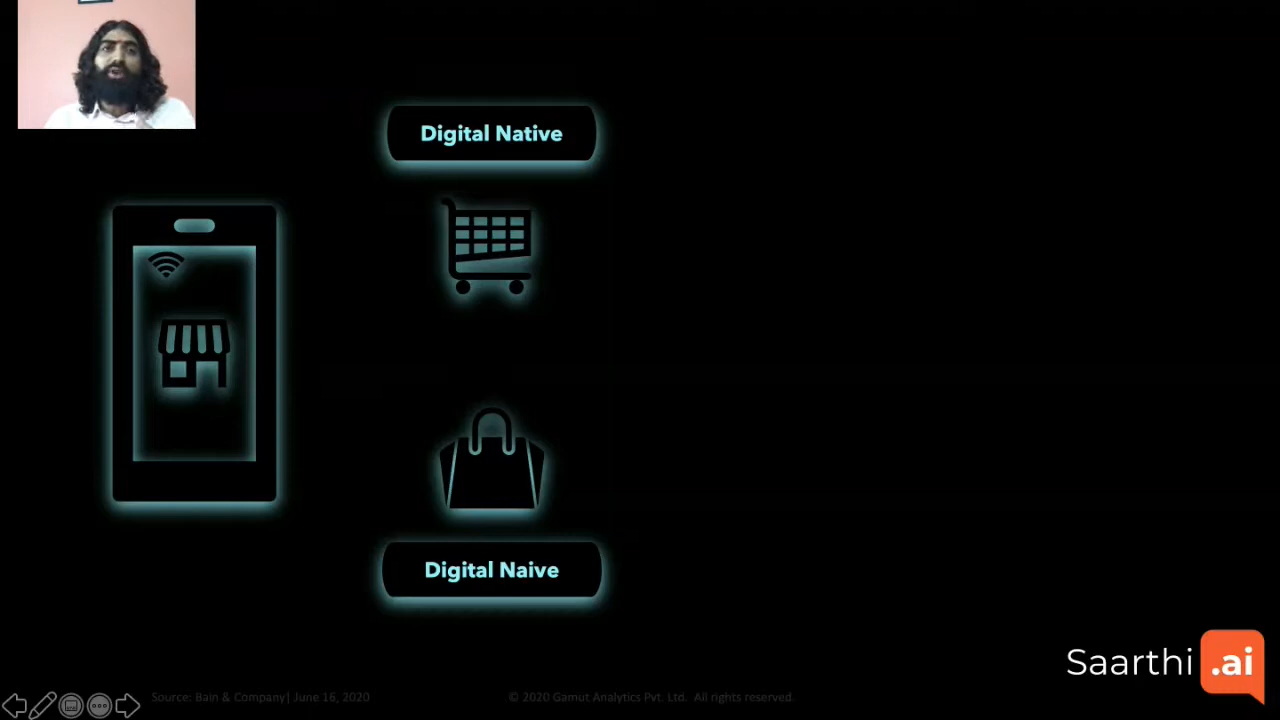 Digital Native
Digital Naive
Saarthi .ai
Source: Bain & Company| June 16, 2020
© 2020 Gamut Analytics Pvt. Ltd. All rights reserved.